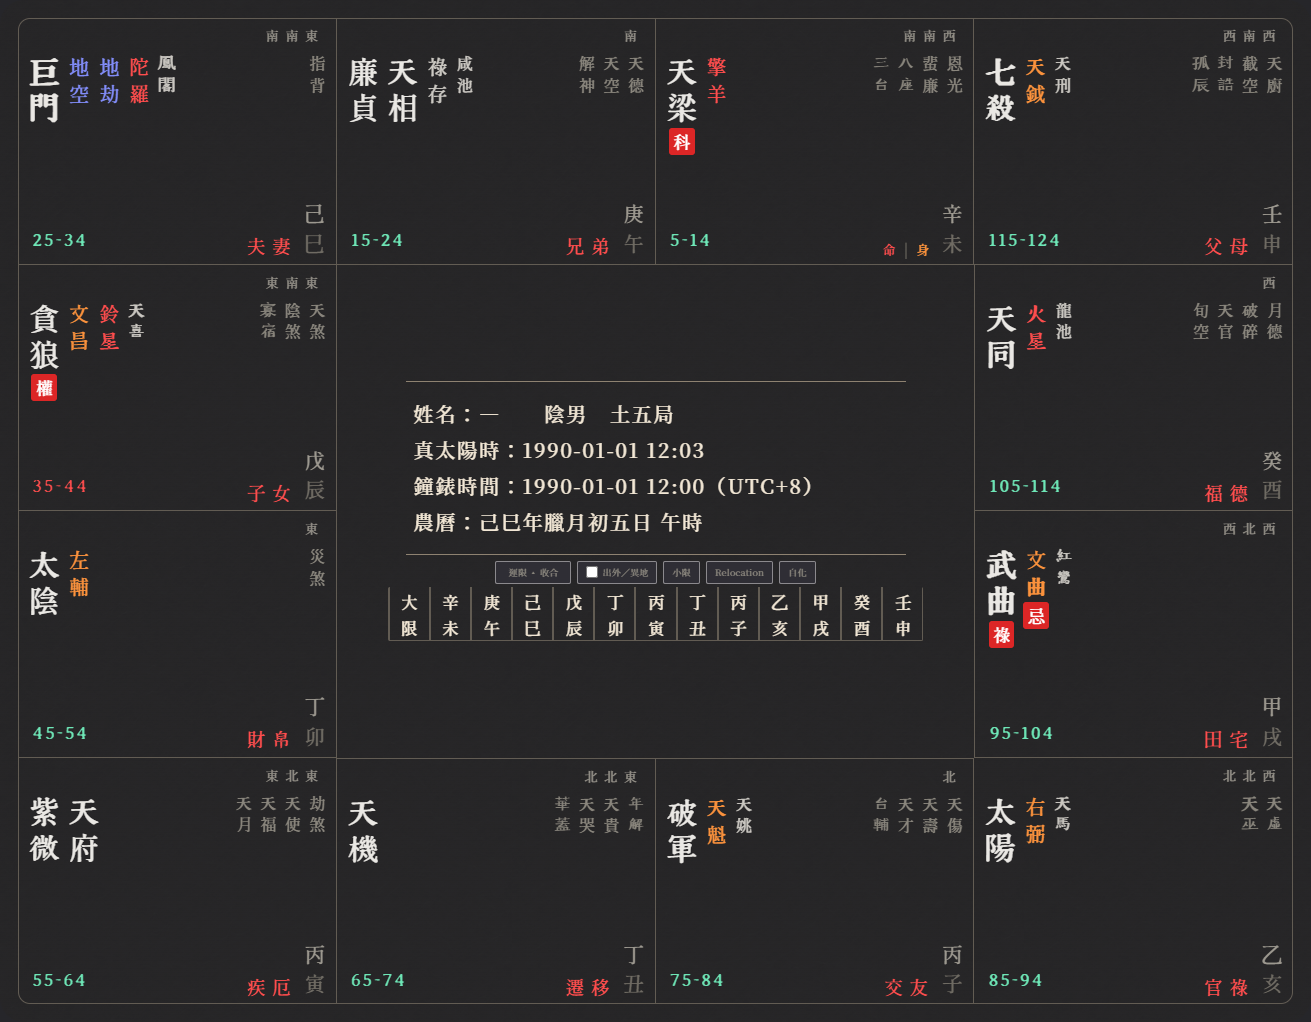 南南東
巨門 地空 地劫 陀羅 鳳閣 指背
25-34 夫妻 己巳
南
廉貞 天相 祿存 咸池 解神 天空 天德
15-24 兄弟 庚午
南南西
天梁科 擎羊 三台 八座 蜚廉 恩光
5-14 命｜身 辛未
西南西
七殺 天鉞 天刑 孤辰 封誥 截空 天廚
115-124 父母 壬申
東南東
貪狼權 文昌 鈴星 天喜 寡宿 陰煞 天煞
35-44 子女 戊辰
西
天同 火星 龍池 旬空 天官 破碎 月德
105-114 福德 癸酉
姓名：一 陰男 土五局
真太陽時：1990-01-01 12:03
鐘錶時間：1990-01-01 12:00（UTC+8）
農曆：己巳年臘月初五日 午時
運限・收合 出外／異地 小限 Relocation 自化
大限 辛未 庚午 己巳 戊辰 丁卯 丙寅 丁丑 丙子 乙亥 甲戌 癸酉 壬申
東
太陰 左輔 災煞
45-54 財帛 丁卯
西北西
武曲祿 文曲忌 紅鸞
95-104 田宅 甲戌
東北東
紫微 天府 天月 天福 天使 劫煞
55-64 疾厄 丙寅
北北東
天機 華蓋 天哭 天貴 年解
65-74 遷移 丁丑
北
破軍 天魁 天姚 台輔 天才 天壽 天傷
75-84 交友 丙子
北北西
太陽 右弼 天馬 天巫 天虛
85-94 官祿 乙亥